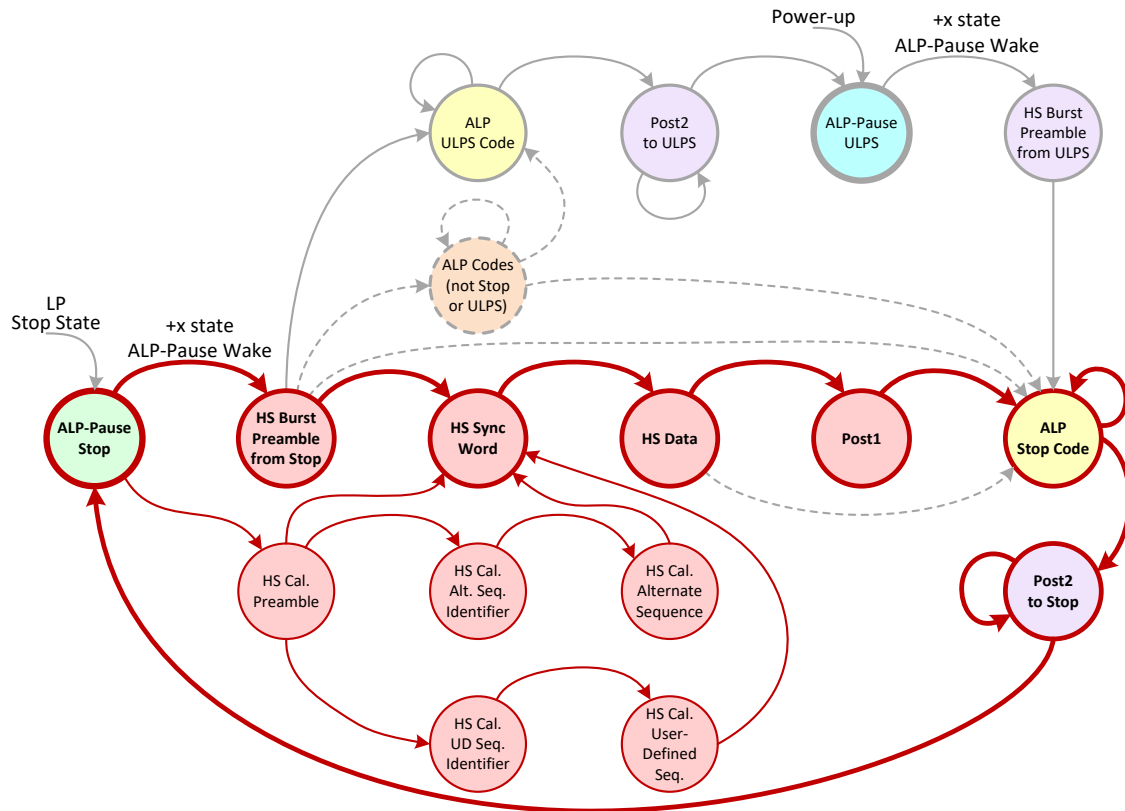 Power-up
+x state
ALP-Pause Wake
ALP
ULPS Code
Post2
to ULPS
ALP-Pause
ULPS
HS Burst
Preamble
from ULPS
ALP Codes
(not Stop
or ULPS)
LP
Stop State
+x state
ALP-Pause Wake
ALP-Pause
Stop
HS Burst
Preamble
from Stop
HS Sync
Word
HS Data
Post1
ALP
Stop Code
HS Cal.
Preamble
HS Cal.
Alt. Seq.
Identifier
HS Cal.
Alternate
Sequence
Post2
to Stop
HS Cal.
UD Seq.
Identifier
HS Cal.
User-
Defined
Seq.